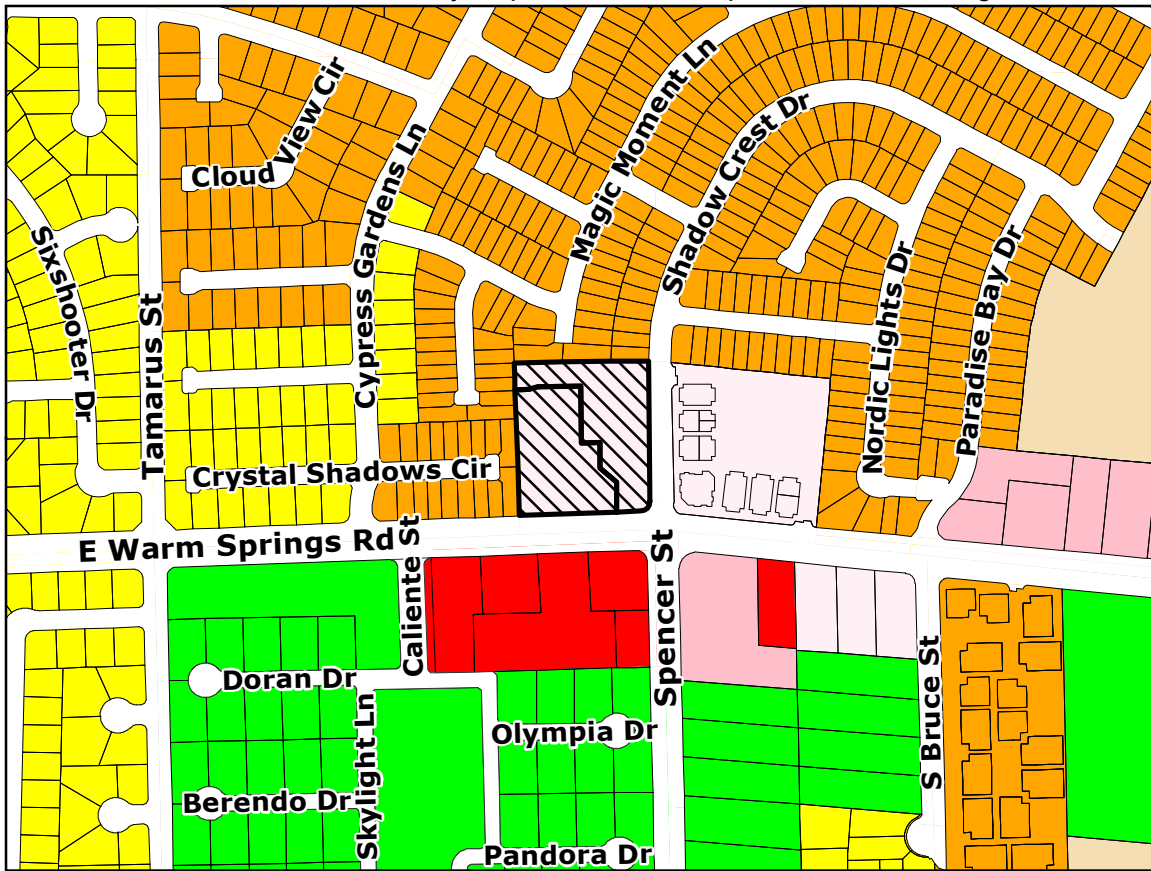 Magic Moment Ln
Cloud View Cir
Shadow Crest Dr
Cypress Gardens Ln
Sixshooter Dr
Tamarus St
Nordic Lights Dr
Paradise Bay Dr
Crystal Shadows Cir
E Warm Springs Rd
Caliente St
Spencer St
Doran Dr
S Bruce St
Skylight Ln
Olympia Dr
Berendo Dr
Pandora Dr